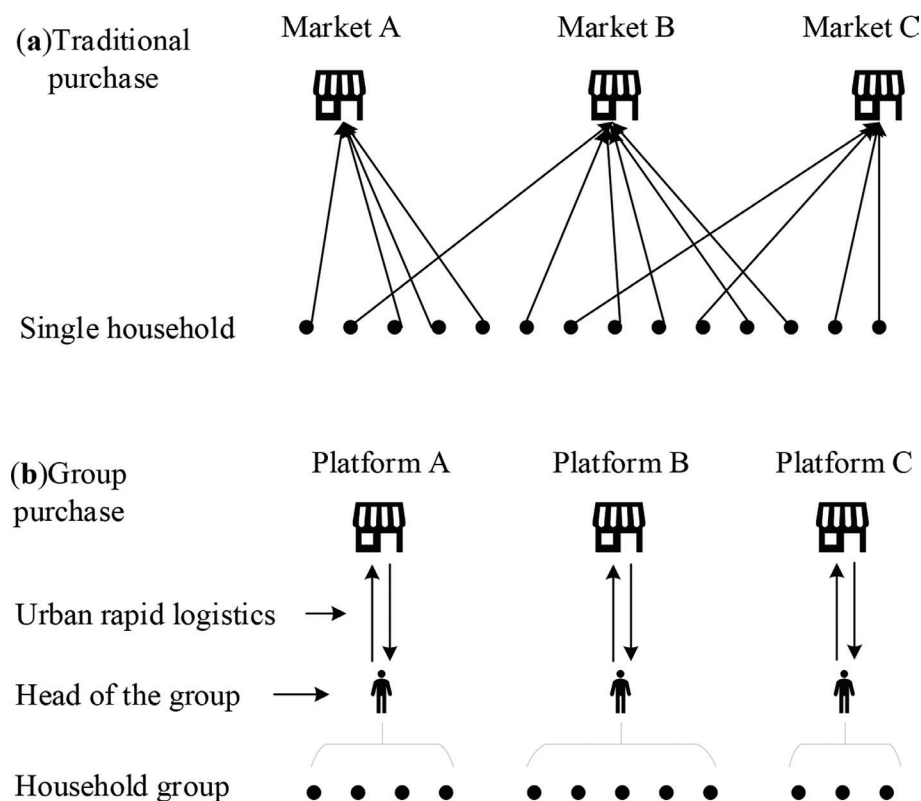 (a)Traditional
purchase
Market A
Market B
Market C
Single household
(b)Group
purchase
Platform A
Platform B
Platform C
Urban rapid logistics
Head of the group
Household group